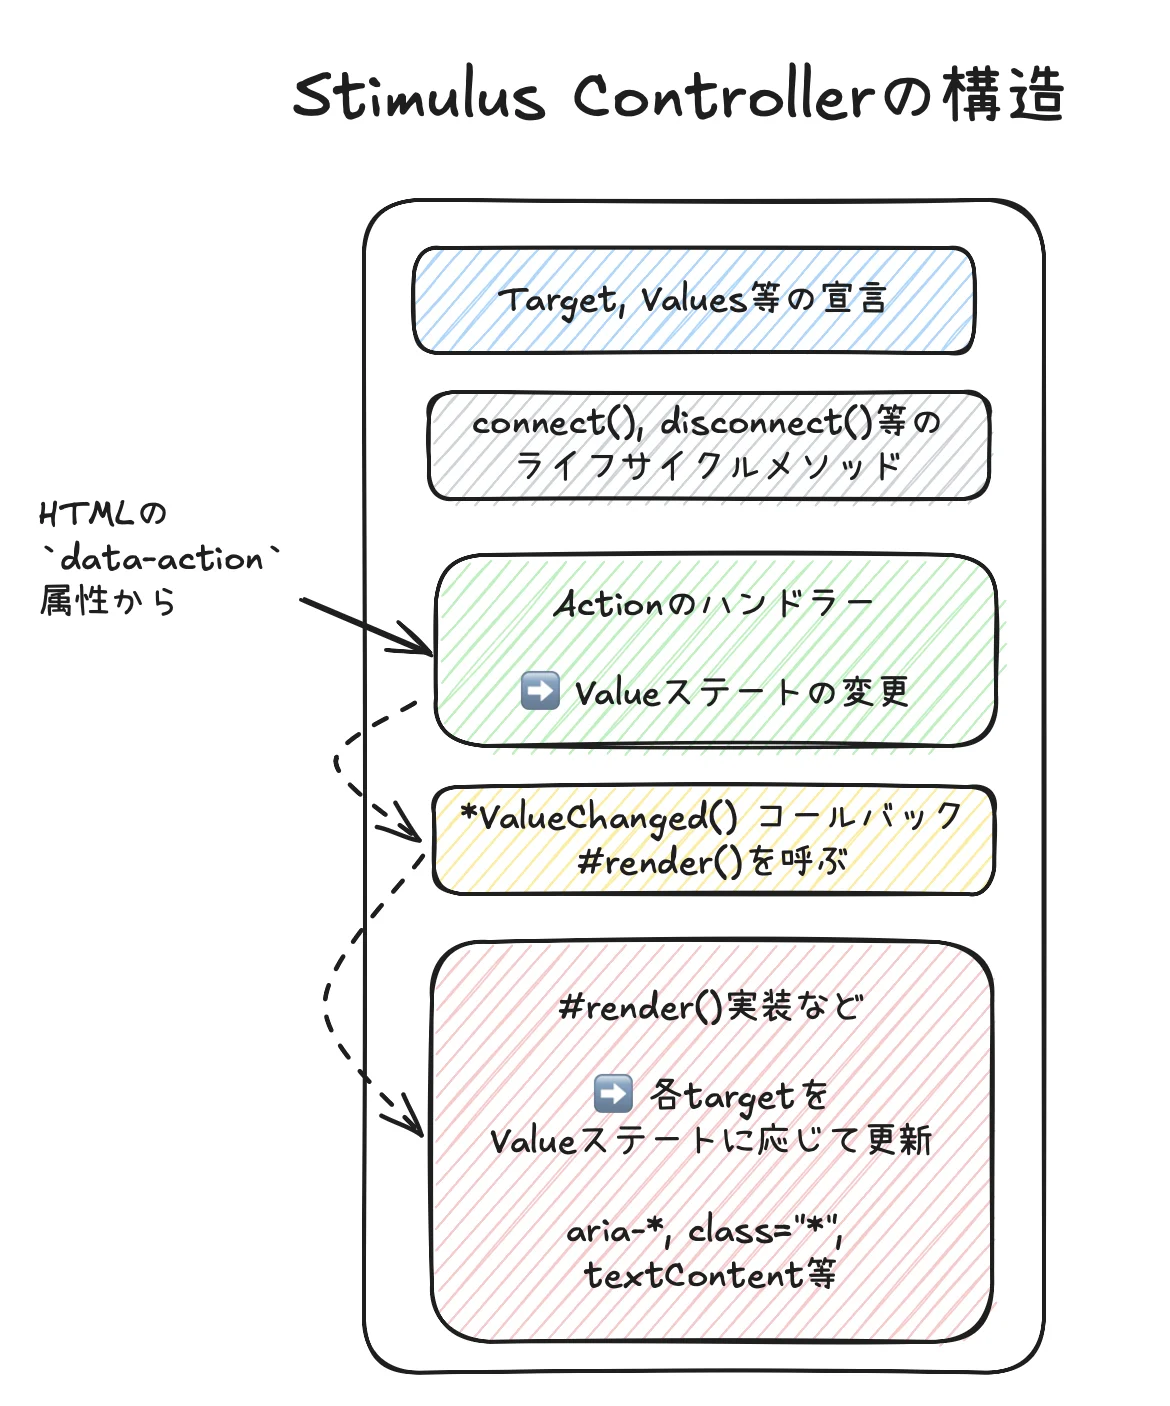 Stimulus Controllerの構造
Target, Values等の宣言
connect(), disconnect()等の
ライフサイクルメソッド
HTMLの
`data-action`
属性から
Actionのハンドラー
➡️ Valueステートの変更
*ValueChanged() コールバック
#render()を呼ぶ
#render()実装など
➡️ 各targetを
Valueステートに応じて更新
aria-*, class="*",
textContent等